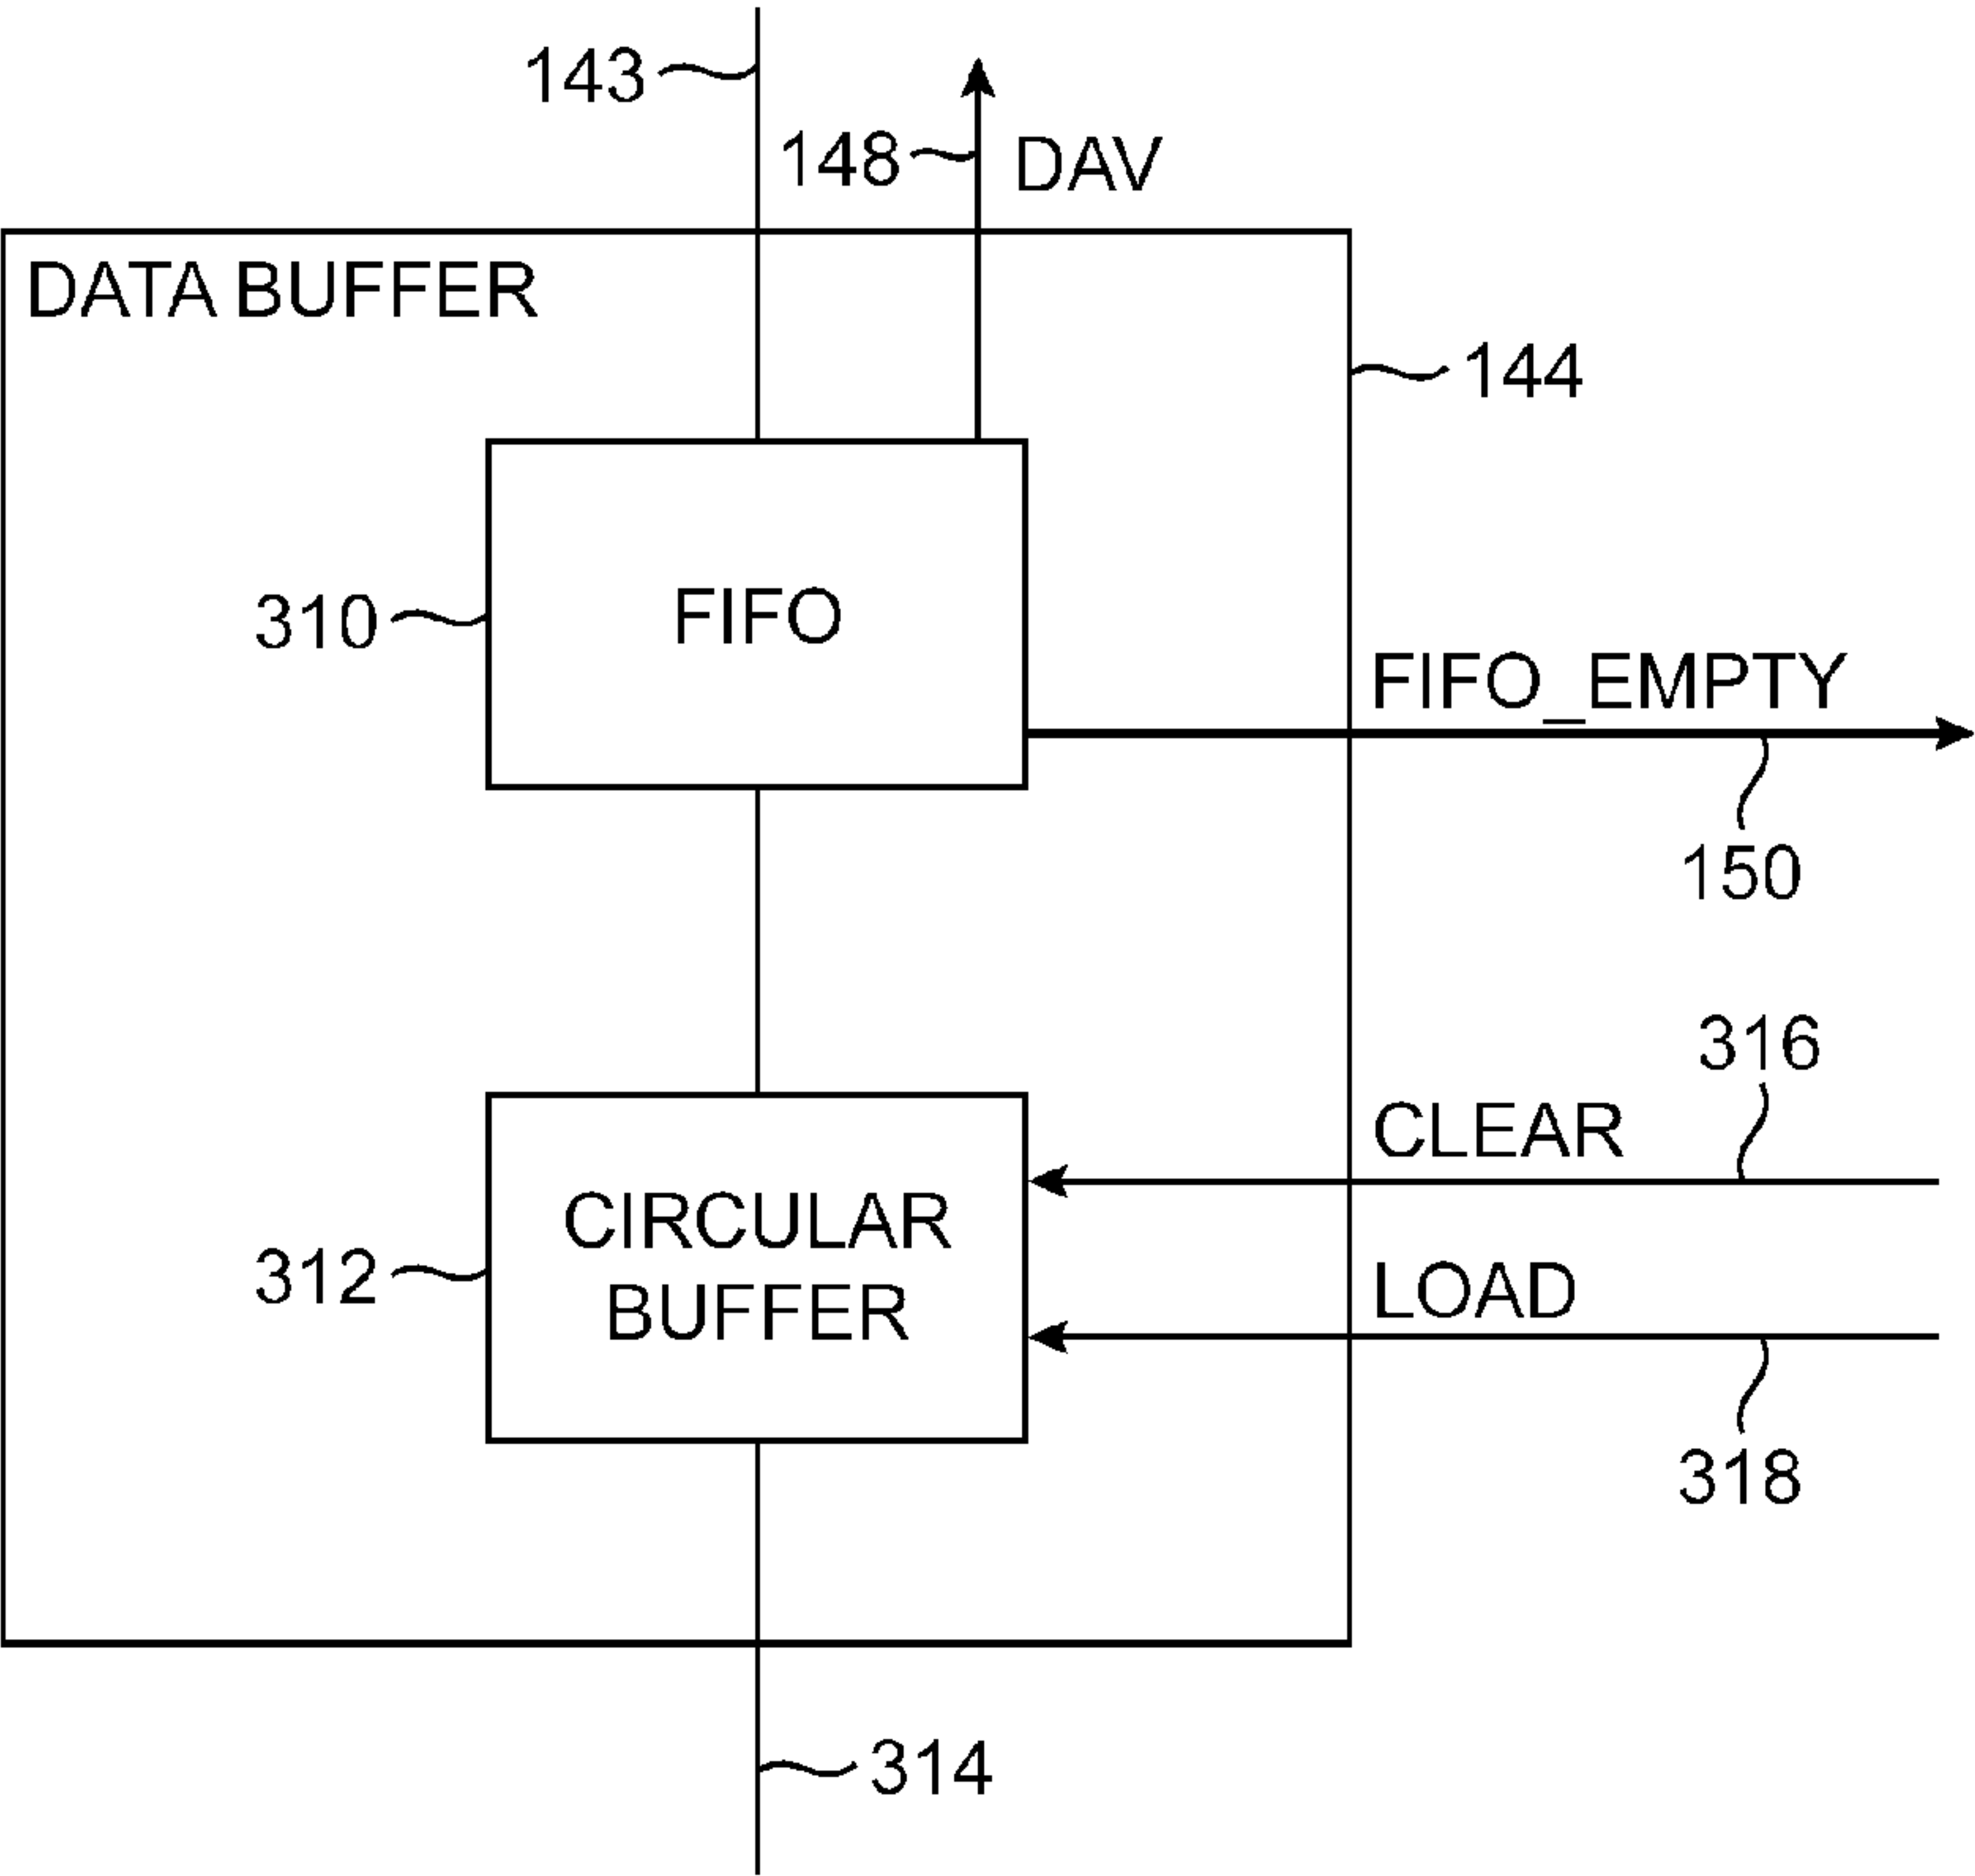 143
148
DAV
DATA BUFFER
144
310
FIFO
FIFO_EMPTY
150
316
CLEAR
312
CIRCULAR
BUFFER
LOAD
318
314